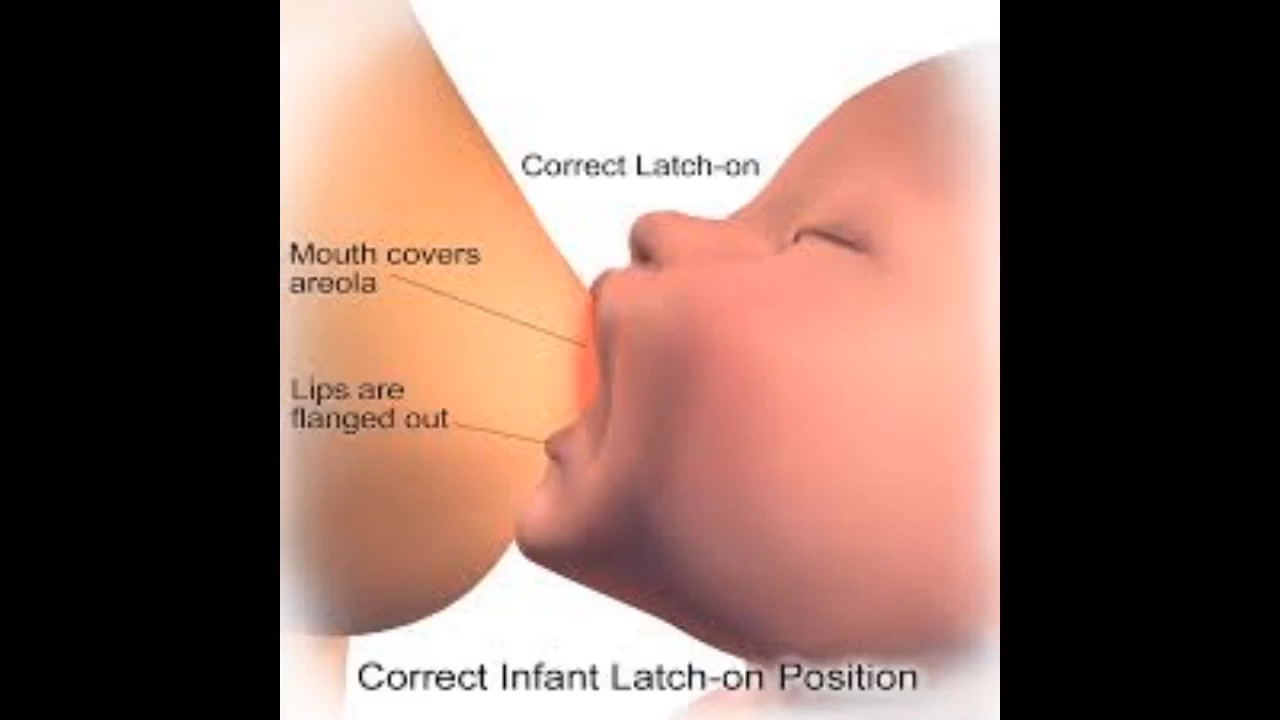 Correct Latch-on
Mouth covers
areola
Lips are
flanged out
Correct Infant Latch-on Position